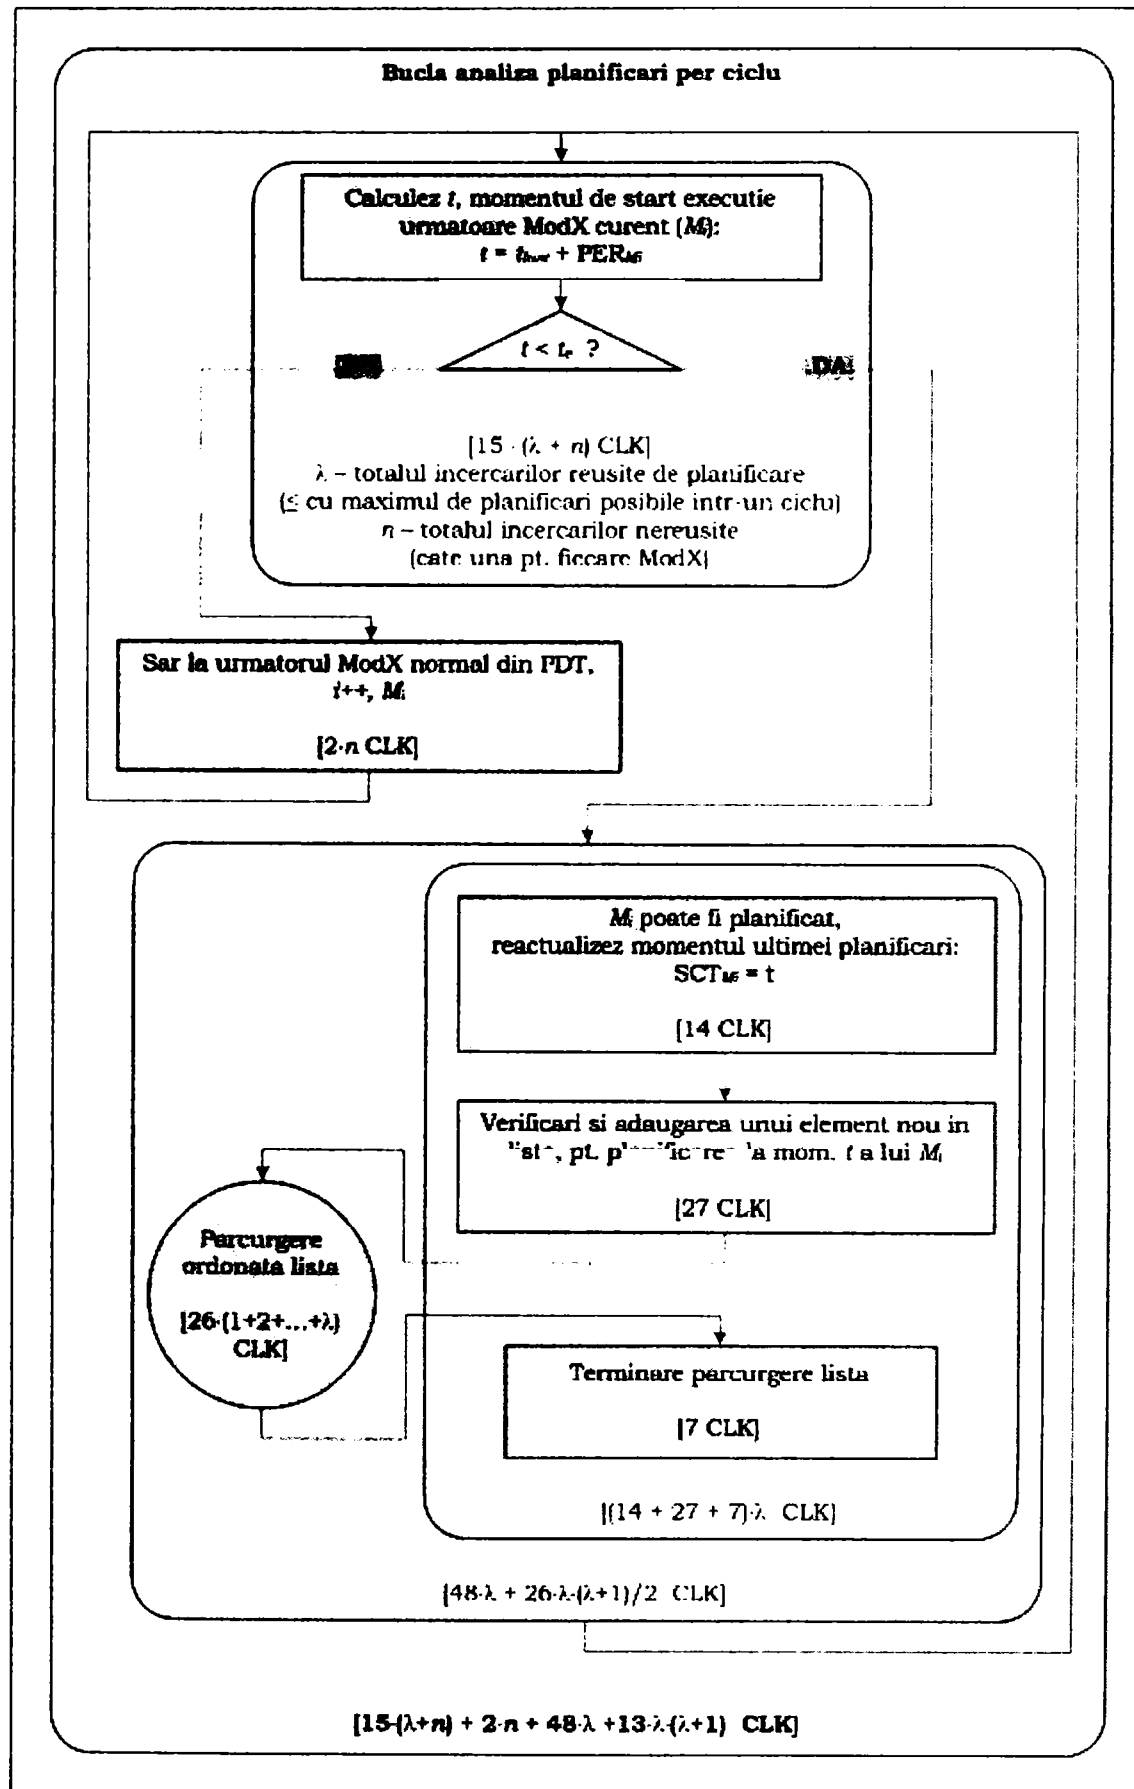 Bucla analiza planificari per ciclu
Calculez t, momentul de start executie
urmatoare ModX curent (Mi):
t = + PERMi
t < ?
DA
[15 · (λ + n) CLK]
λ – totalul incercarilor reusite de planificare
(≤ cu maximul de planificari posibile intr-un ciclu)
n – totalul incercarilor nereusite
(cate una pt. fiecare ModX)
Sar la urmatorul ModX normal din PDT,
i++, Mi
[2·n CLK]
Mi poate fi planificat,
reactualizez momentul ultimei planificari:
SCTMi = t
[14 CLK]
Verificari si adaugarea unui element nou in
pt. mom. t a lui Mi
[27 CLK]
Parcurgere
ordonata lista
[26·(1+2+...+λ)
CLK]
Terminare parcurgere lista
[7 CLK]
[(14 + 27 + 7)·λ CLK]
[48·λ + 26·λ·(λ+1)/2 CLK]
[15·(λ+n) + 2·n + 48·λ +13·λ·(λ+1) CLK]